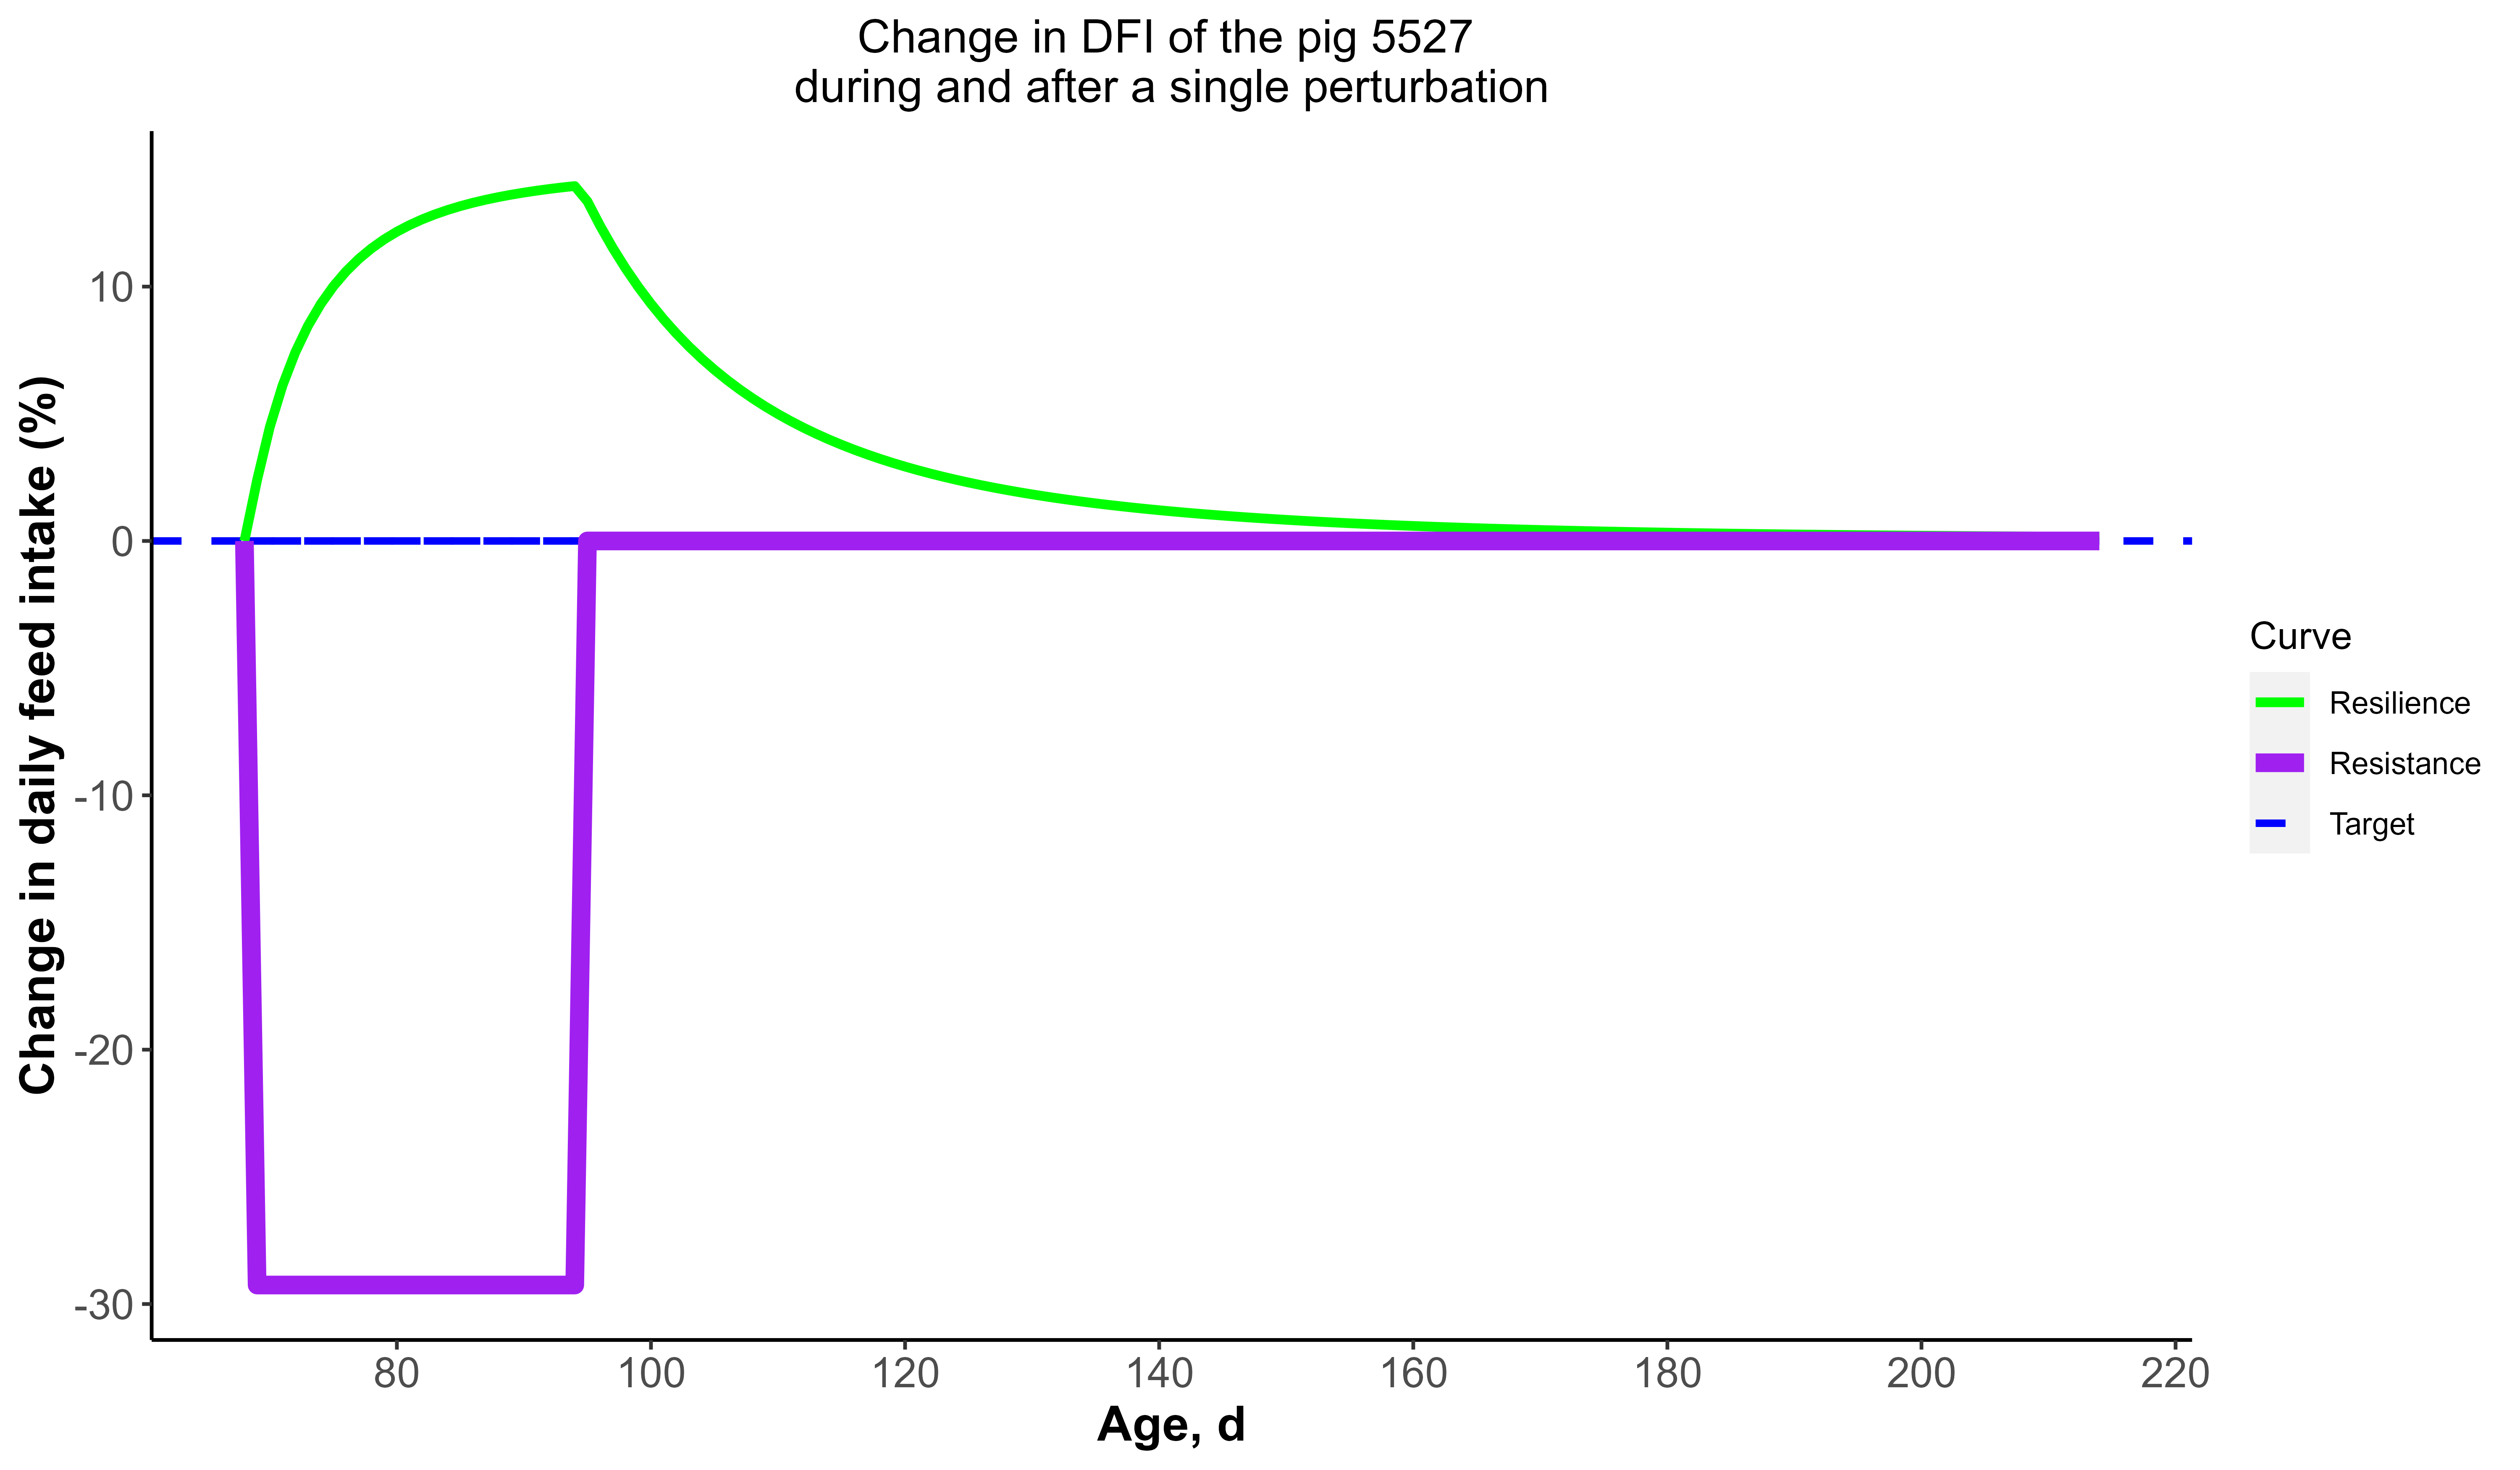 Change in DFI of the pig 5527
during and after a single perturbation
Change in daily feed intake (%)
10
0
-10
-20
-30
80
100
120
140
160
180
200
220
Age, d
Curve
Resilience
Resistance
Target